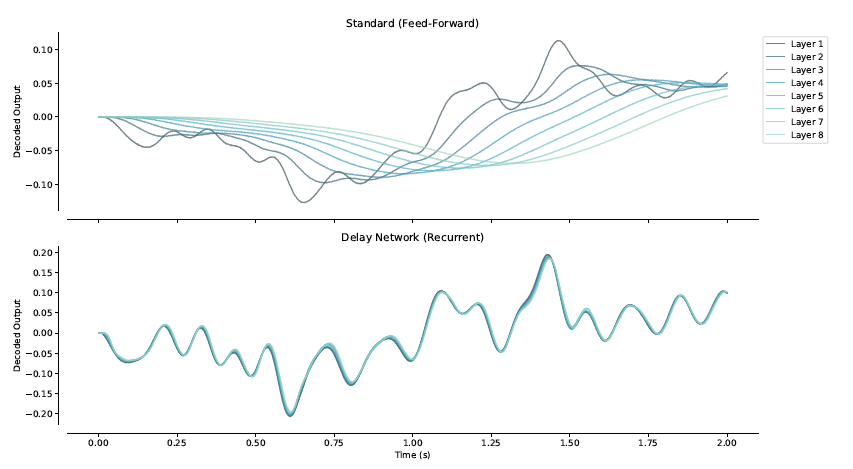 Standard (Feed-Forward)
Decoded Output
0.10
0.05
0.00
−0.05
−0.10
Layer 1
Layer 2
Layer 3
Layer 4
Layer 5
Layer 6
Layer 7
Layer 8
Delay Network (Recurrent)
Decoded Output
0.20
0.15
0.10
0.05
0.00
−0.05
−0.10
−0.15
−0.20
0.00 0.25 0.50 0.75 1.00 1.25 1.50 1.75 2.00
Time (s)